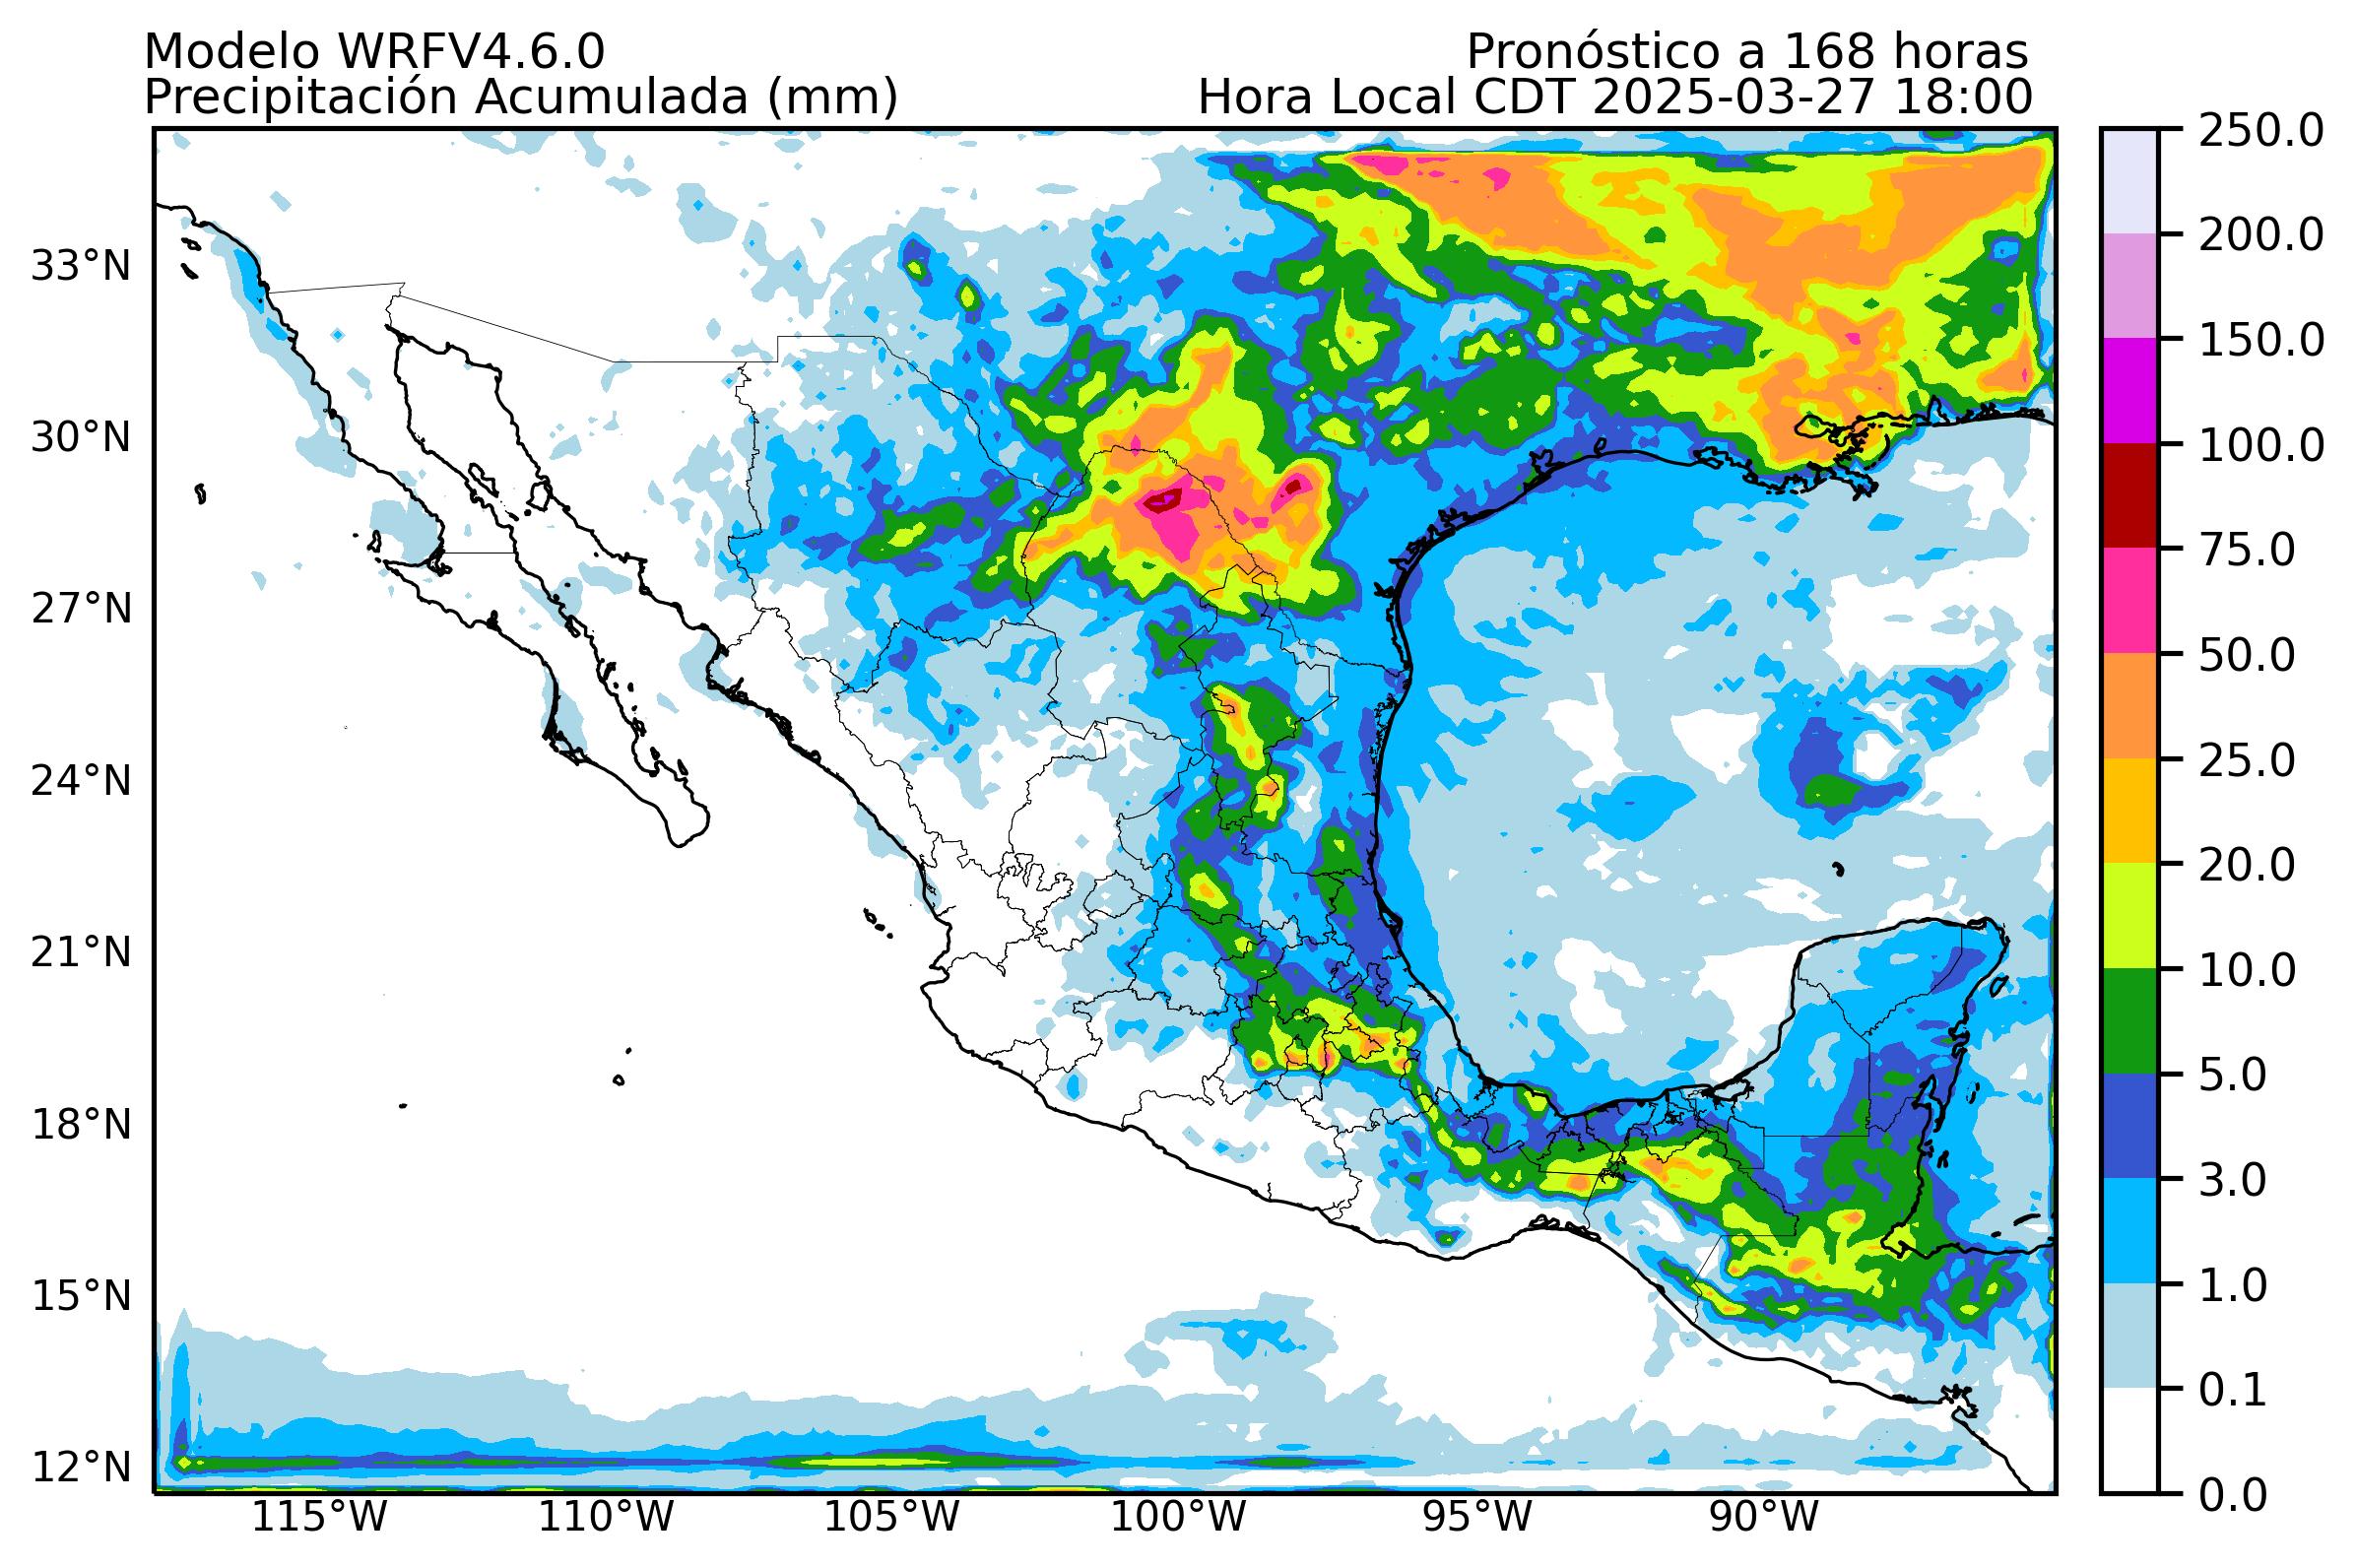 Modelo WRFV4.6.0
Pronóstico a 168 horas
Precipitación Acumulada (mm)
Hora Local CDT 2025-03-27 18:00
33°N
30°N
27°N
24°N
21°N
18°N
15°N
12°N
115°W
110°W
105°W
100°W
95°W
90°W
250.0
200.0
150.0
100.0
75.0
50.0
25.0
20.0
10.0
5.0
3.0
1.0
0.1
0.0